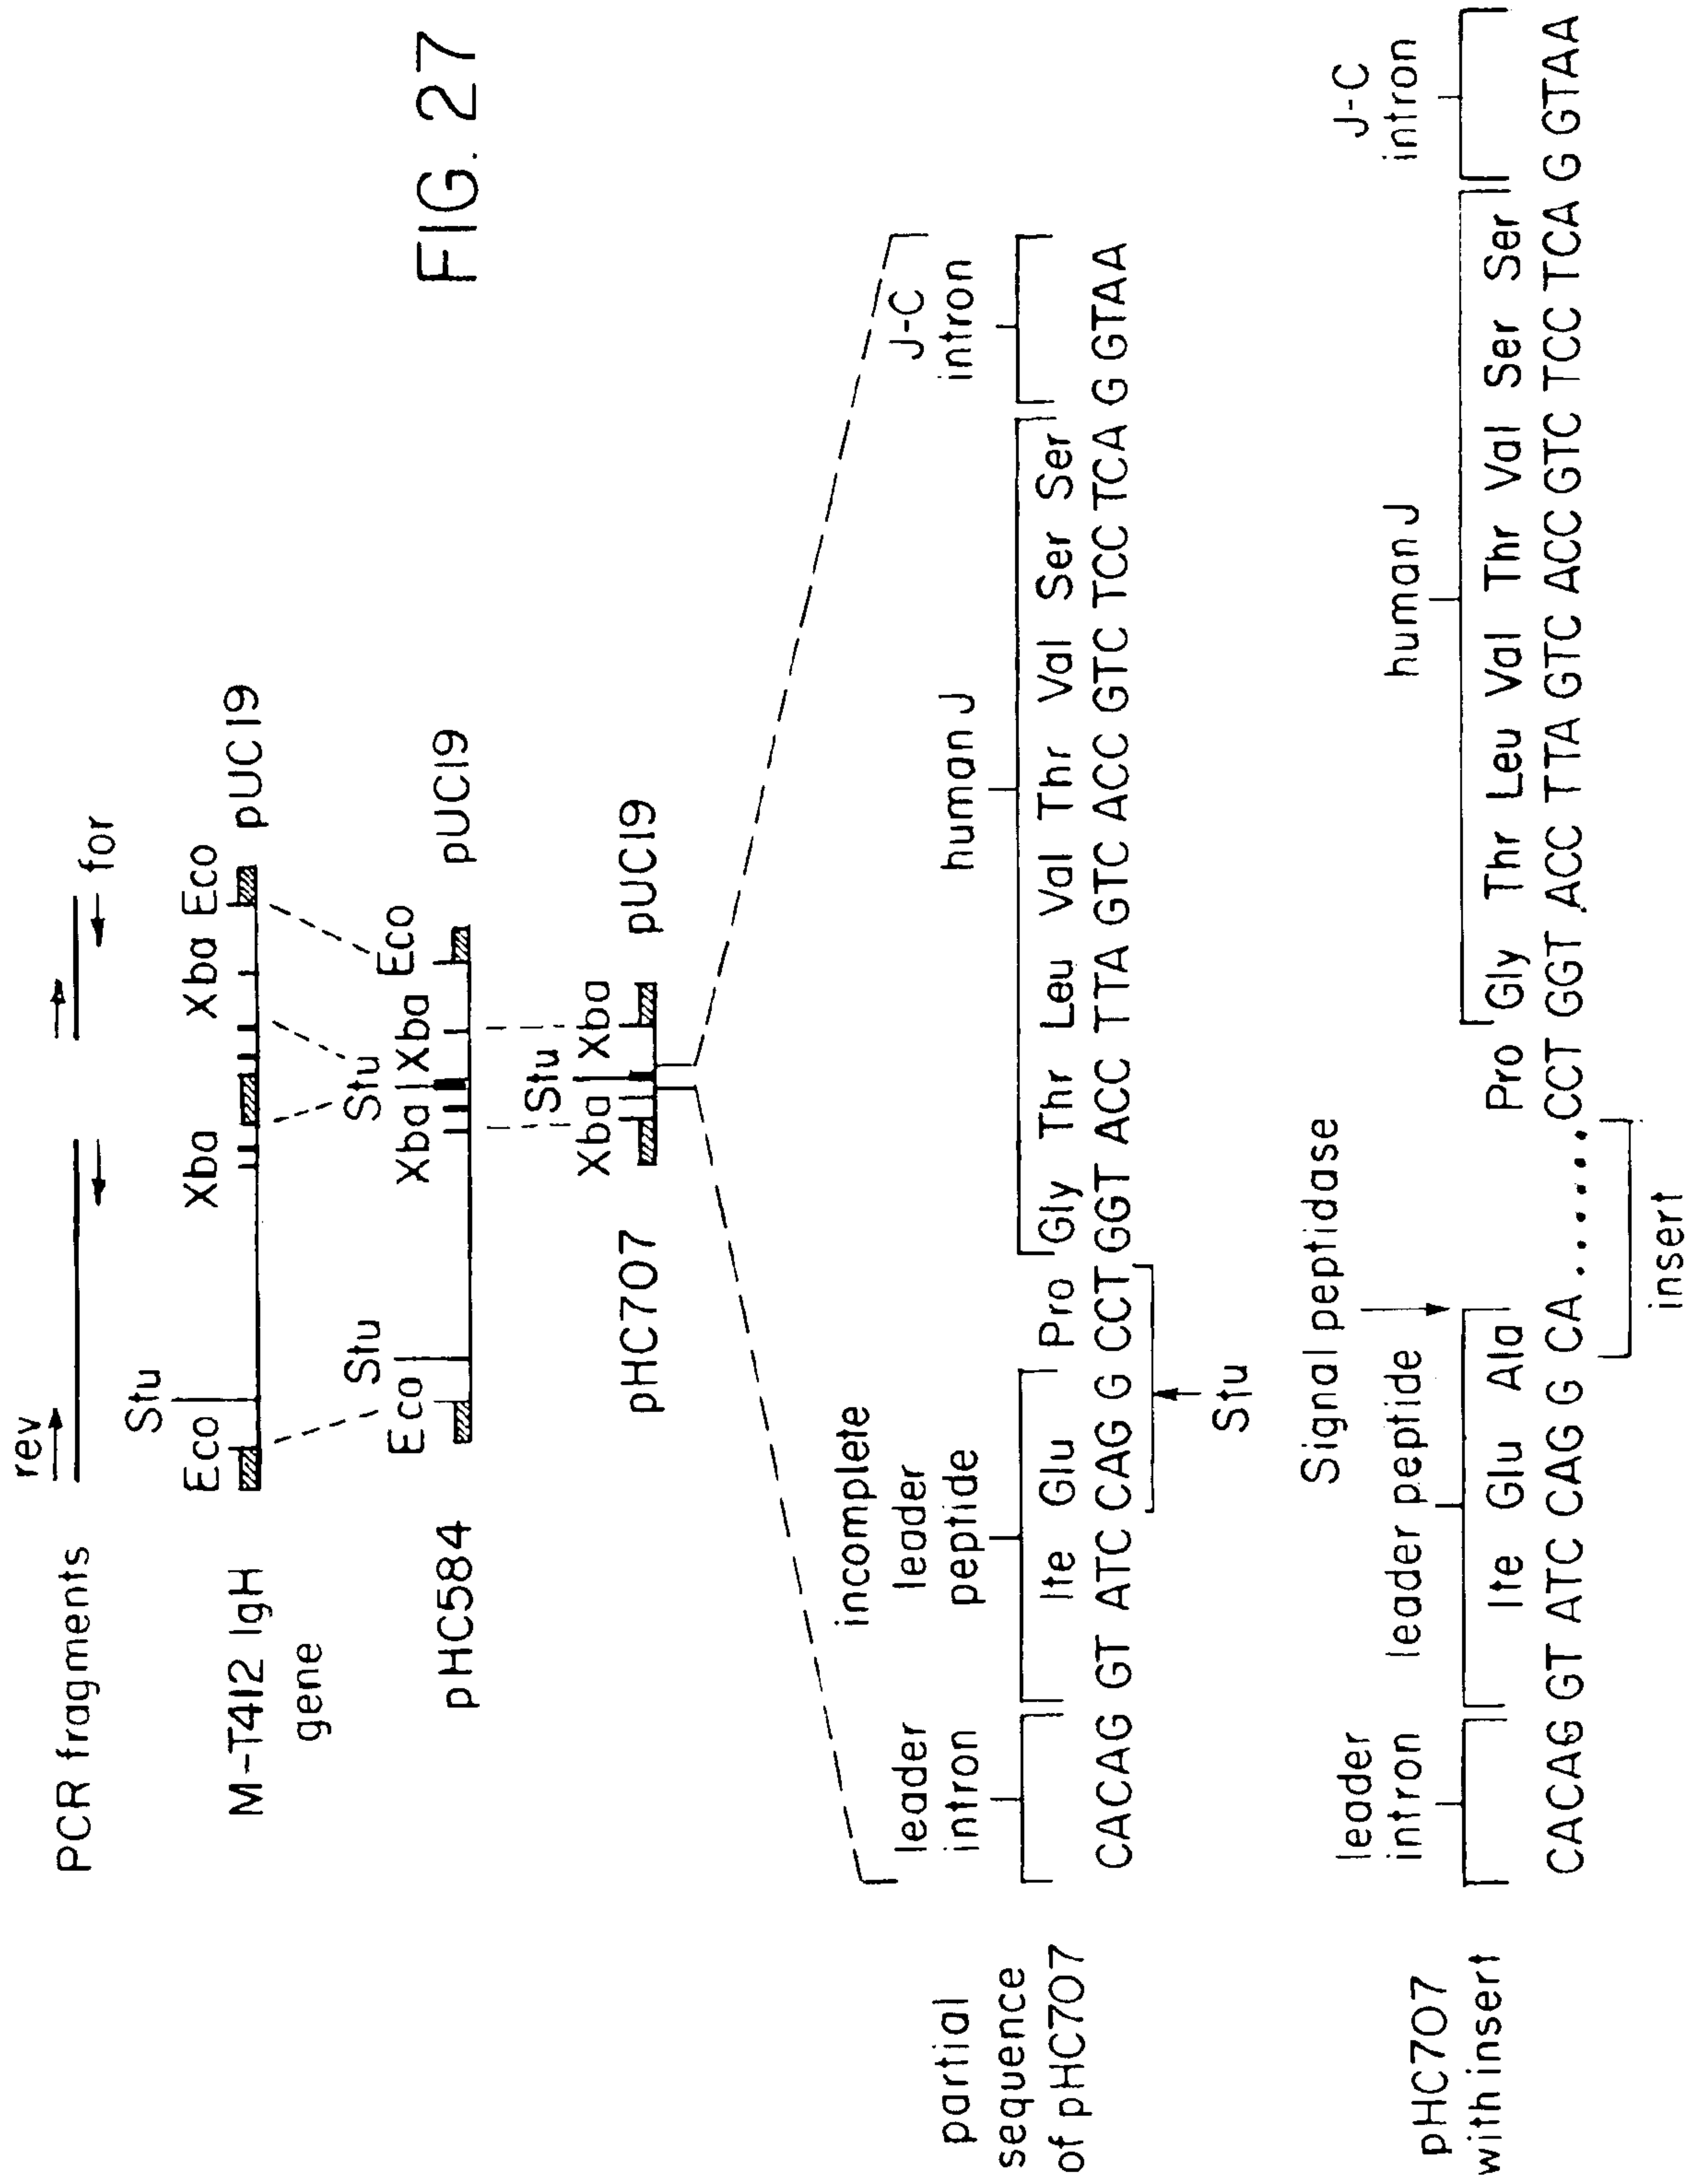 FIG. 27
PCR fragments
rev
for
M-T412 IgH
gene
Eco
Stu
Xba
Xba
Eco
pUC19
pHC584
Eco
Stu
Xba
Stu
Xba
Eco
pUC19
pHC707
Xba
Stu
Xba
pUC19
partial
sequence
of pHC707
leader
intron
incomplete
leader
peptide
human J
J-C
intron
Ite Glu Pro Gly Thr Leu Val Thr Val Ser Ser
CACAG GT ATC CAG G CCT GGT ACC TTA GTC ACC GTC TCC TCA G GTAA
Stu
pHC707
with insert
leader
intron
leader peptide
Signal peptidase
human J
J-C
intron
Ite Glu Ala Pro Gly Thr Leu Val Thr Val Ser Ser
CACAG GT ATC CAG G CA......CCT GGT ACC TTA GTC ACC GTC TCC TCA G GTAA
insert